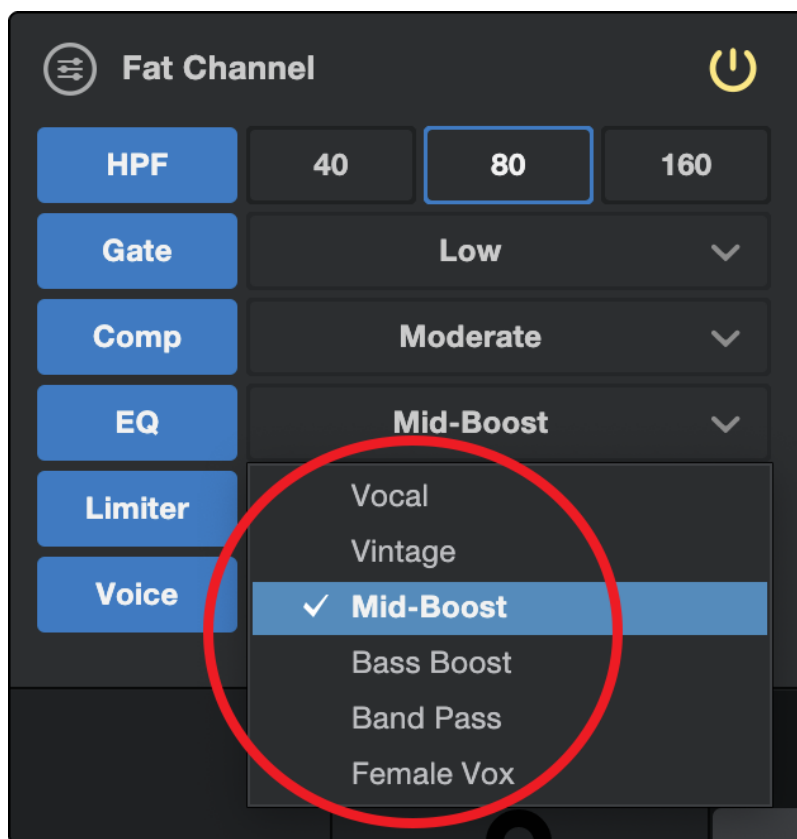 Fat Channel
HPF 40 80 160
Gate Low
Comp Moderate
EQ Mid-Boost
Limiter
Voice
Vocal
Vintage
Mid-Boost
Bass Boost
Band Pass
Female Vox